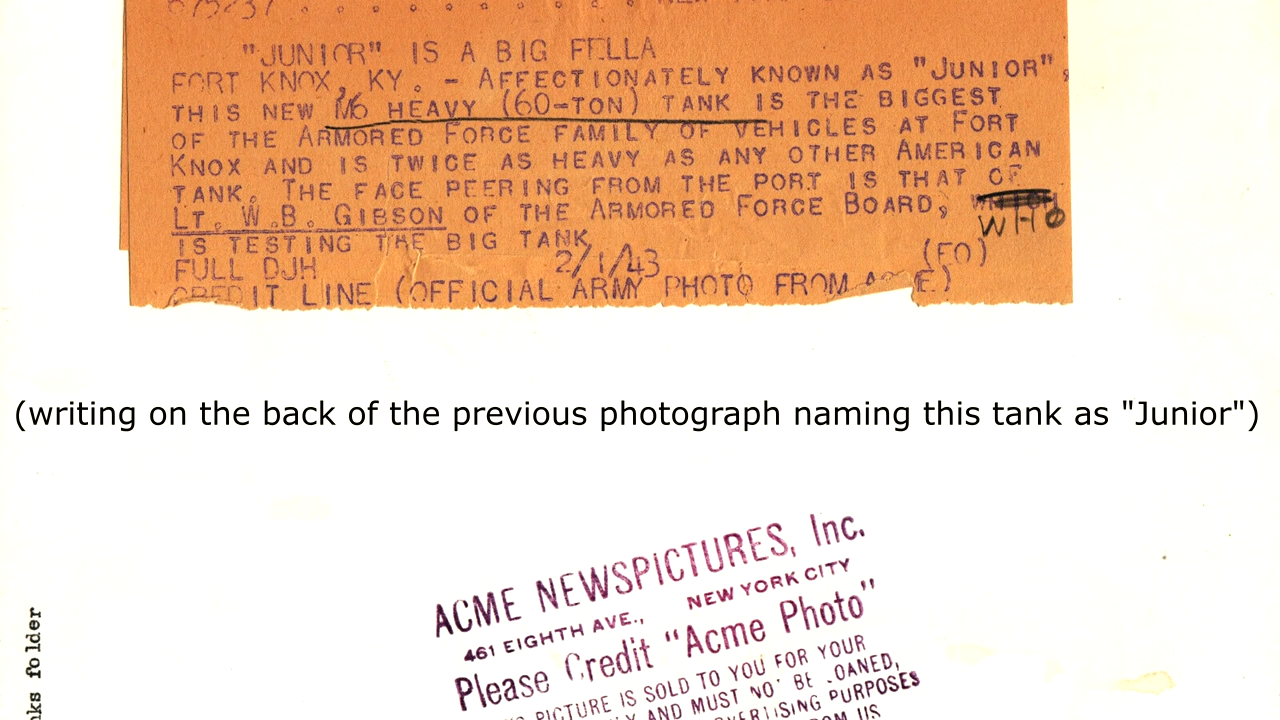 "JUNIOR" IS A BIG FELLA
FORT KNOX, KY. - AFFECTIONATELY KNOWN AS "JUNIOR",
THIS NEW M6 HEAVY (60-TON) TANK IS THE BIGGEST
OF THE ARMORED FORCE FAMILY OF VEHICLES AT FORT
KNOX AND IS TWICE AS HEAVY AS ANY OTHER AMERICAN
TANK. THE FACE PEERING FROM THE PORT IS THAT OF
LT. W.B. GIBSON OF THE ARMORED FORCE BOARD,
WHO
IS TESTING THE BIG TANK
FULL DJH 2/1/43 (FO)
CREDIT LINE (OFFICIAL ARMY PHOTO FROM
(writing on the back of the previous photograph naming this tank as "Junior")
ACME NEWSPICTURES, Inc.
461 EIGHTH AVE., NEW YORK CITY
Please Credit "Acme Photo"
PICTURE IS SOLD TO YOU FOR YOUR
AND MUST NOT BE LOANED,
PURPOSES
US
folder